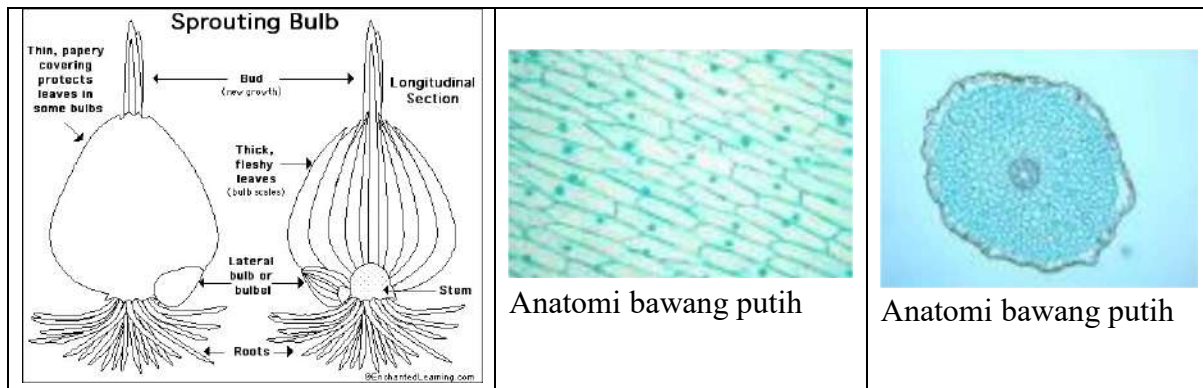 Sprouting Bulb
Thin, papery
covering
protects
leaves in
some bulbs
Bud
(new growth)
Longitudinal
Section
Thick,
fleshy
leaves
(bulb scales)
Lateral
bulb or
bulbel
Stem
Roots
©EnchantedLearning.com
Anatomi bawang putih
Anatomi bawang putih